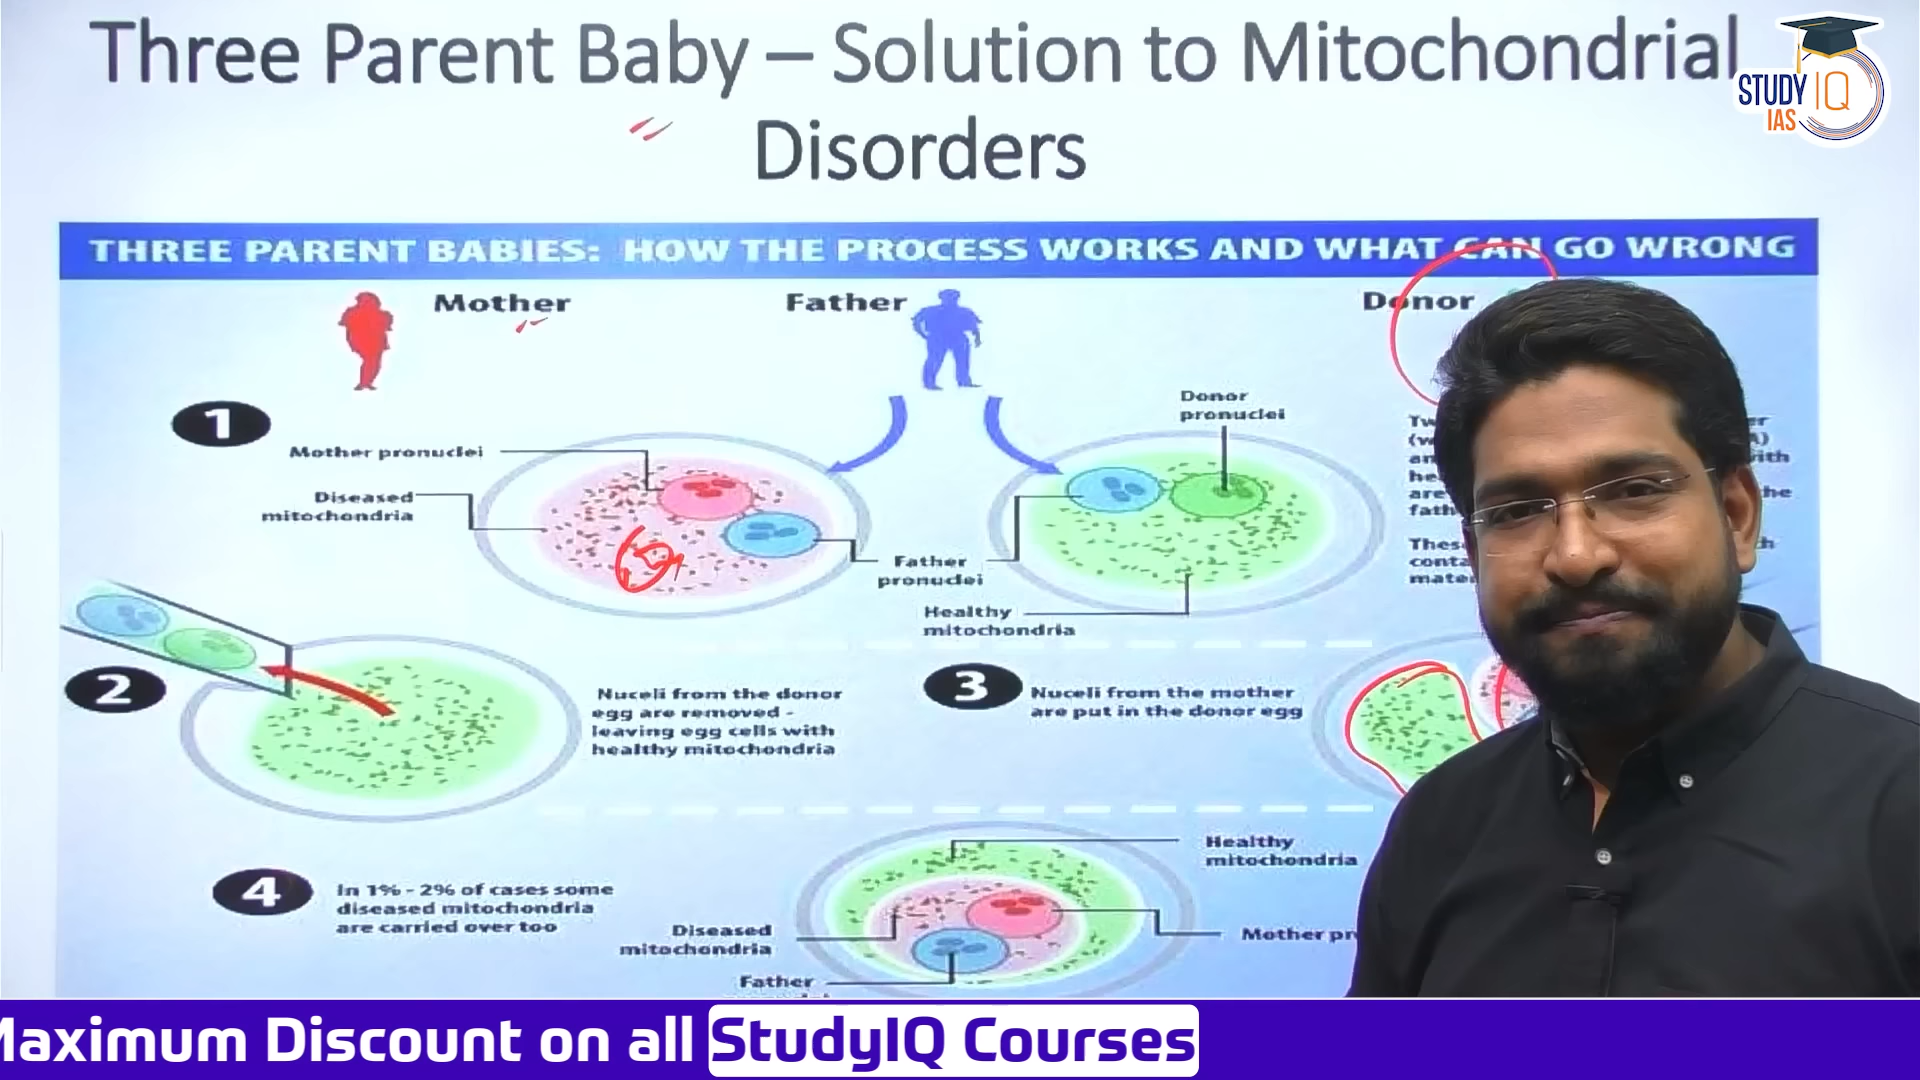 Three Parent Baby – Solution to Mitochondrial
Disorders
STUDY IQ
IAS
THREE PARENT BABIES: HOW THE PROCESS WORKS AND WHAT CAN GO WRONG
Mother
Father
Donor
1
Mother pronuclei
Diseased
mitochondria
Donor
pronuclei
Father
pronuclei
Healthy
mitochondria
2
Nuceli from the donor
egg are removed -
leaving egg cells with
healthy mitochondria
3
Nuceli from the mother
are put in the donor egg
4
In 1% - 2% of cases some
diseased mitochondria
are carried over too
Healthy
mitochondria
Diseased
mitochondria
Mother
Father
Maximum Discount on all StudyIQ Courses